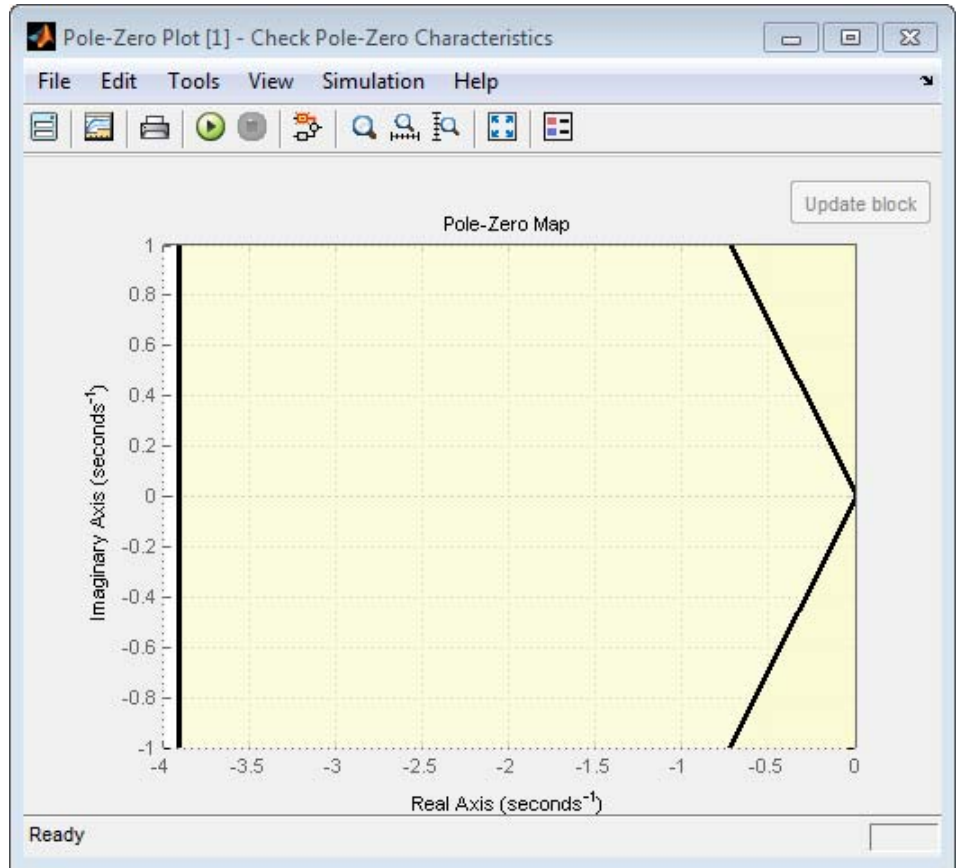 Pole-Zero Plot [1] - Check Pole-Zero Characteristics
File Edit Tools View Simulation Help
Update block
Pole-Zero Map
1
0.8
0.6
0.4
0.2
0
-0.2
-0.4
-0.6
-0.8
-1
Imaginary Axis (seconds⁻¹)
-4 -3.5 -3 -2.5 -2 -1.5 -1 -0.5 0
Real Axis (seconds⁻¹)
Ready